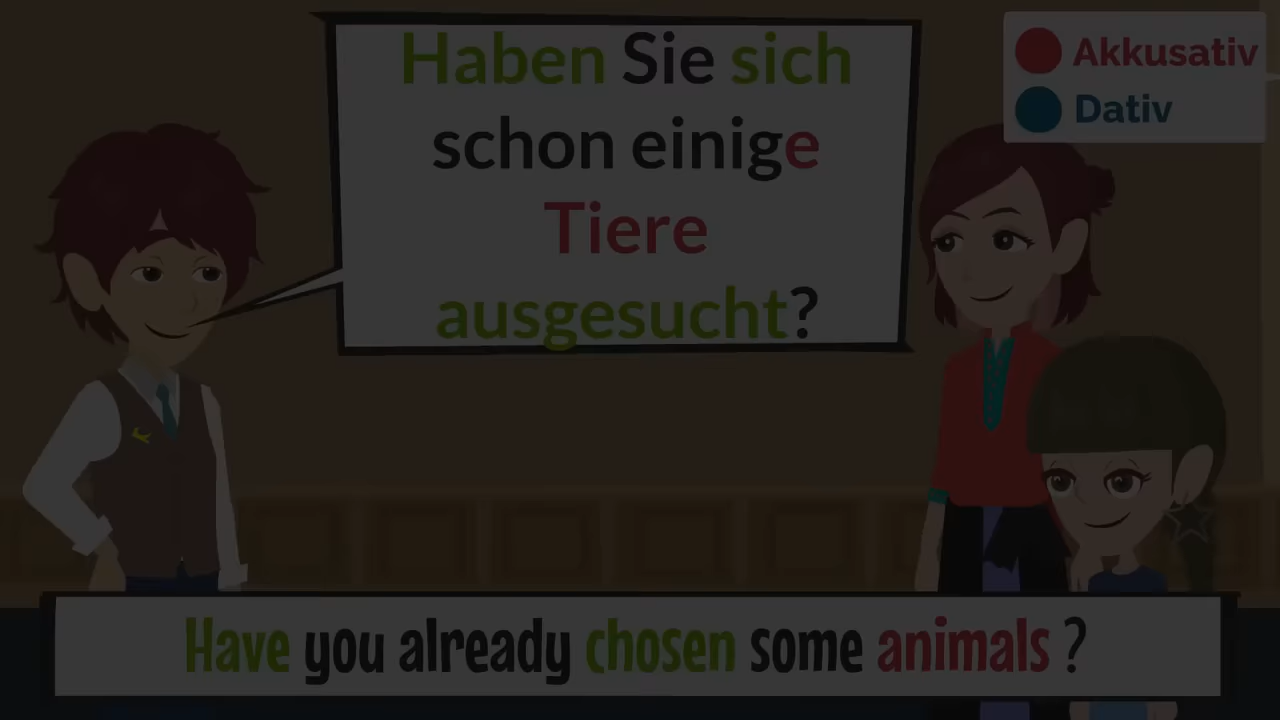 Haben Sie sich
schon einige
Tiere
ausgesucht?
Akkusativ
Dativ
Have you already chosen some animals ?